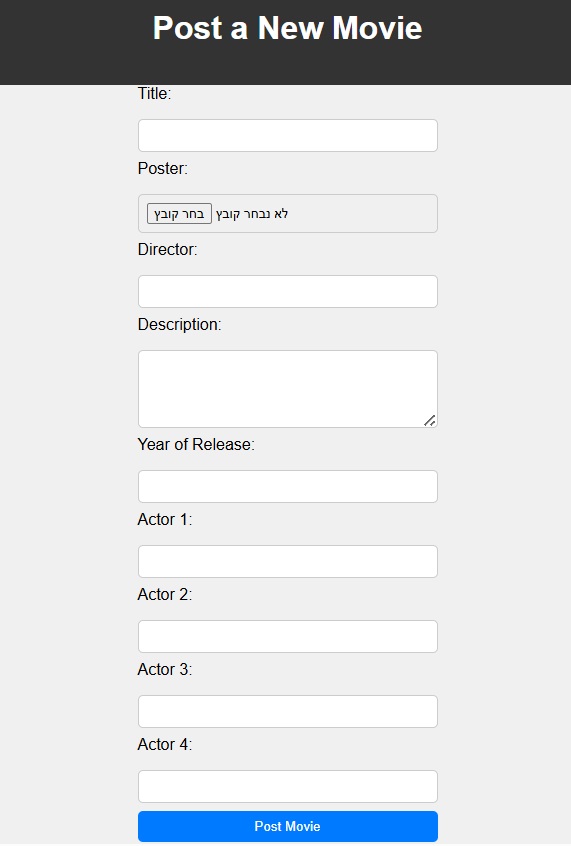 Post a New Movie
Title:
Poster:
בחר קובץ לא נבחר קובץ
Director:
Description:
Year of Release:
Actor 1:
Actor 2:
Actor 3:
Actor 4:
Post Movie